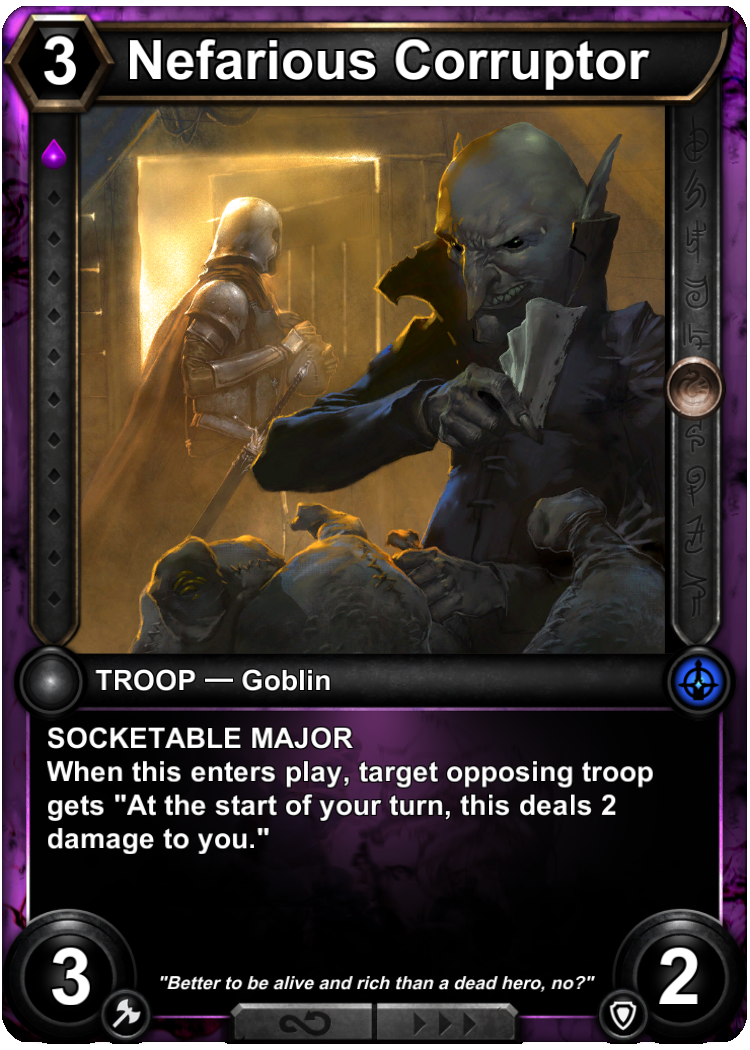 3
Nefarious Corruptor
TROOP — Goblin
SOCKETABLE MAJOR
When this enters play, target opposing troop
gets "At the start of your turn, this deals 2
damage to you."
3
"Better to be alive and rich than a dead hero, no?"
2